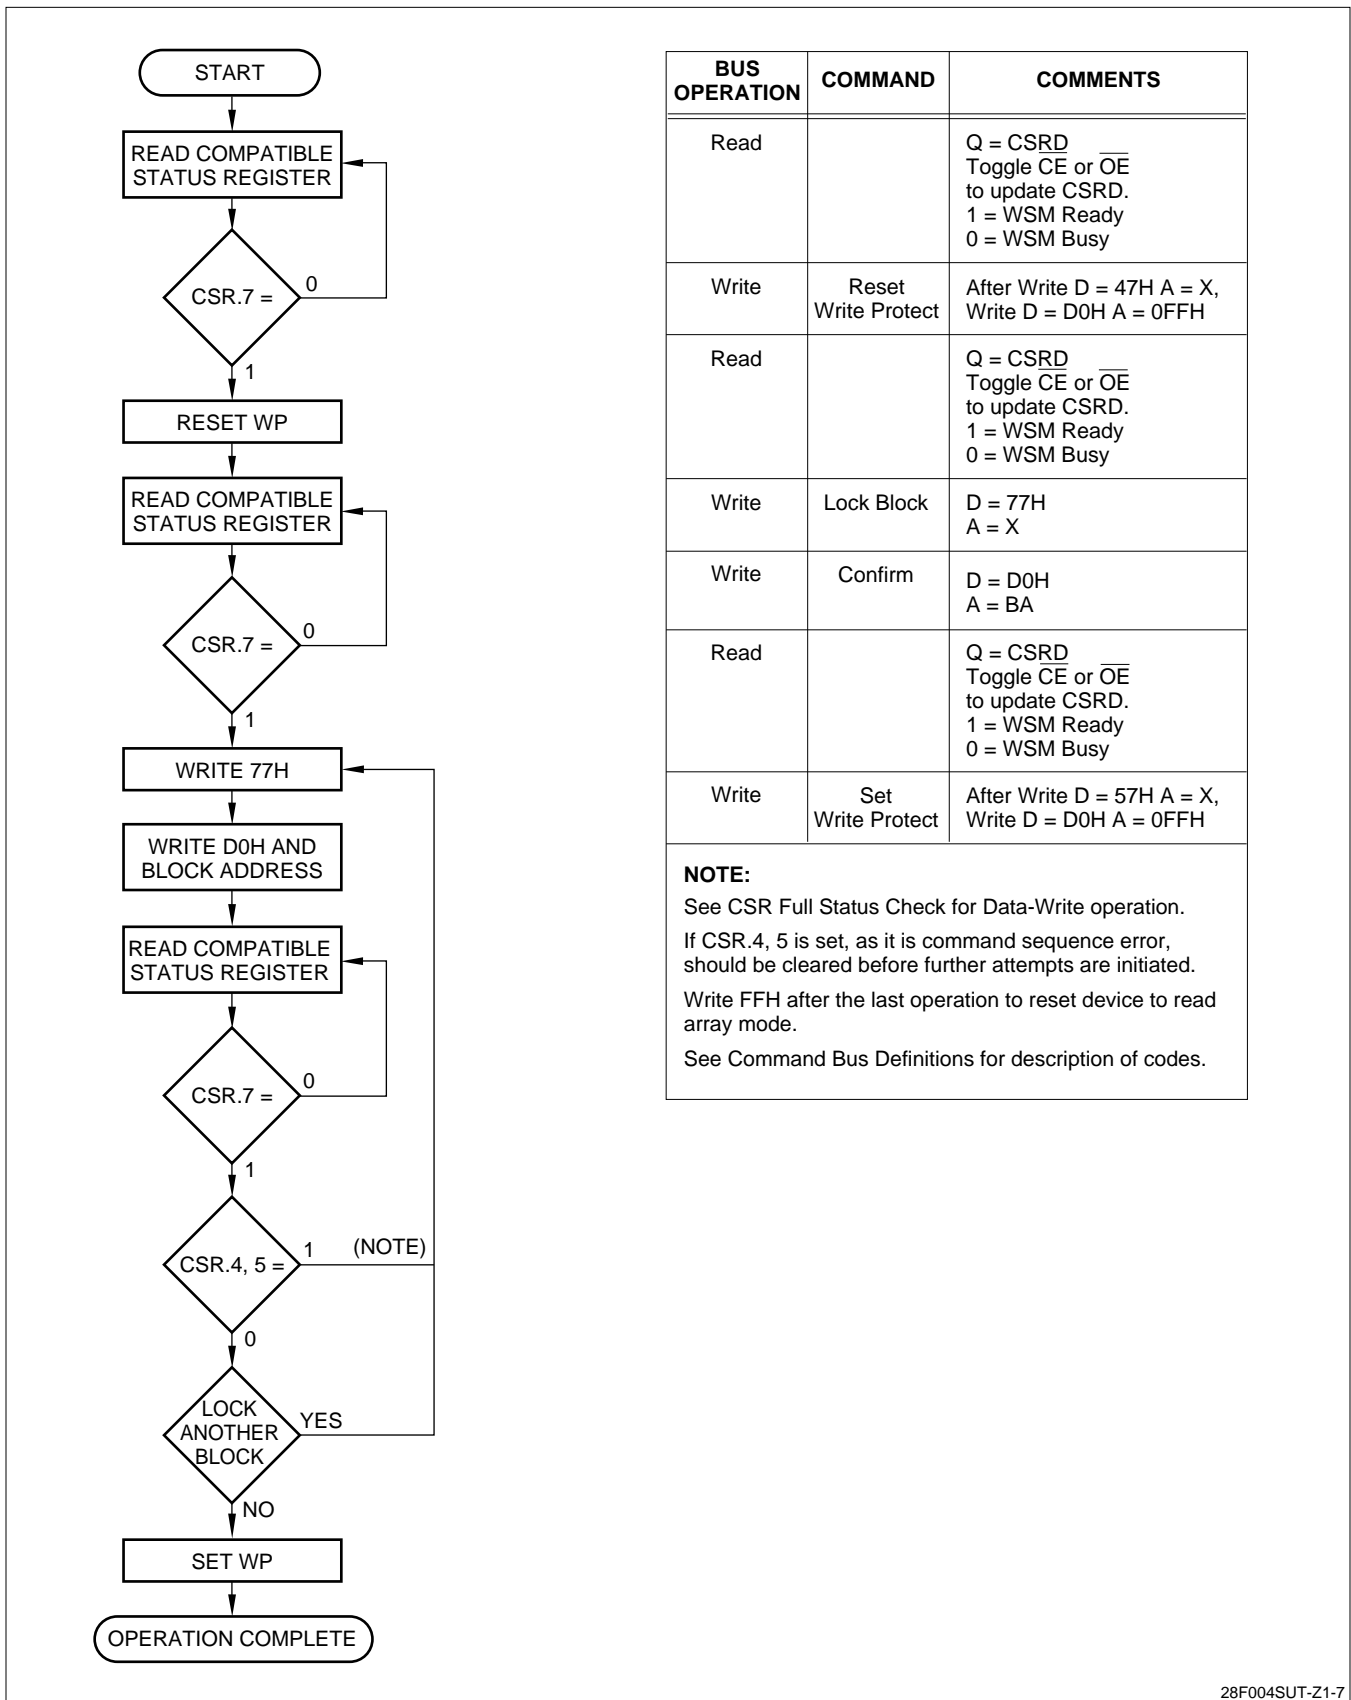 START
READ COMPATIBLE
STATUS REGISTER
CSR.7 =
0
1
RESET WP
READ COMPATIBLE
STATUS REGISTER
CSR.7 =
0
1
WRITE 77H
WRITE D0H AND
BLOCK ADDRESS
READ COMPATIBLE
STATUS REGISTER
CSR.7 =
0
1
CSR.4, 5 =
1
(NOTE)
0
LOCK
ANOTHER
BLOCK
YES
NO
SET WP
OPERATION COMPLETE
BUS
OPERATION
COMMAND
COMMENTS
Read
Q = CSRD
Toggle C̅E̅ or O̅E̅
to update CSRD.
1 = WSM Ready
0 = WSM Busy
Write
Reset
Write Protect
After Write D = 47H A = X,
Write D = D0H A = 0FFH
Read
Q = CSRD
Toggle C̅E̅ or O̅E̅
to update CSRD.
1 = WSM Ready
0 = WSM Busy
Write
Lock Block
D = 77H
A = X
Write
Confirm
D = D0H
A = BA
Read
Q = CSRD
Toggle C̅E̅ or O̅E̅
to update CSRD.
1 = WSM Ready
0 = WSM Busy
Write
Set
Write Protect
After Write D = 57H A = X,
Write D = D0H A = 0FFH
NOTE:
See CSR Full Status Check for Data-Write operation.
If CSR.4, 5 is set, as it is command sequence error,
should be cleared before further attempts are initiated.
Write FFH after the last operation to reset device to read
array mode.
See Command Bus Definitions for description of codes.
28F004SUT-Z1-7